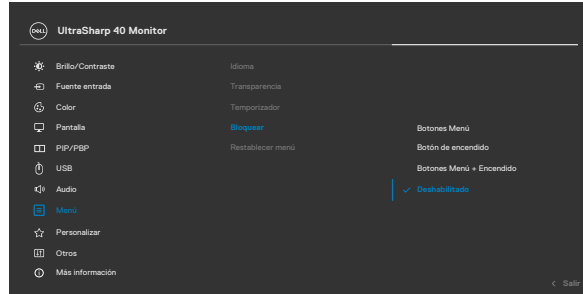 DELL UltraSharp 40 Monitor
Brillo/Contraste
Idioma
Fuente entrada
Transparencia
Color
Temporizador
Pantalla
Bloquear
Botones Menú
PIP/PBP
Restablecer menú
Botón de encendido
USB
Botones Menú + Encendido
Audio
Deshabilitado
Menú
Personalizar
Otros
Más información
Salir